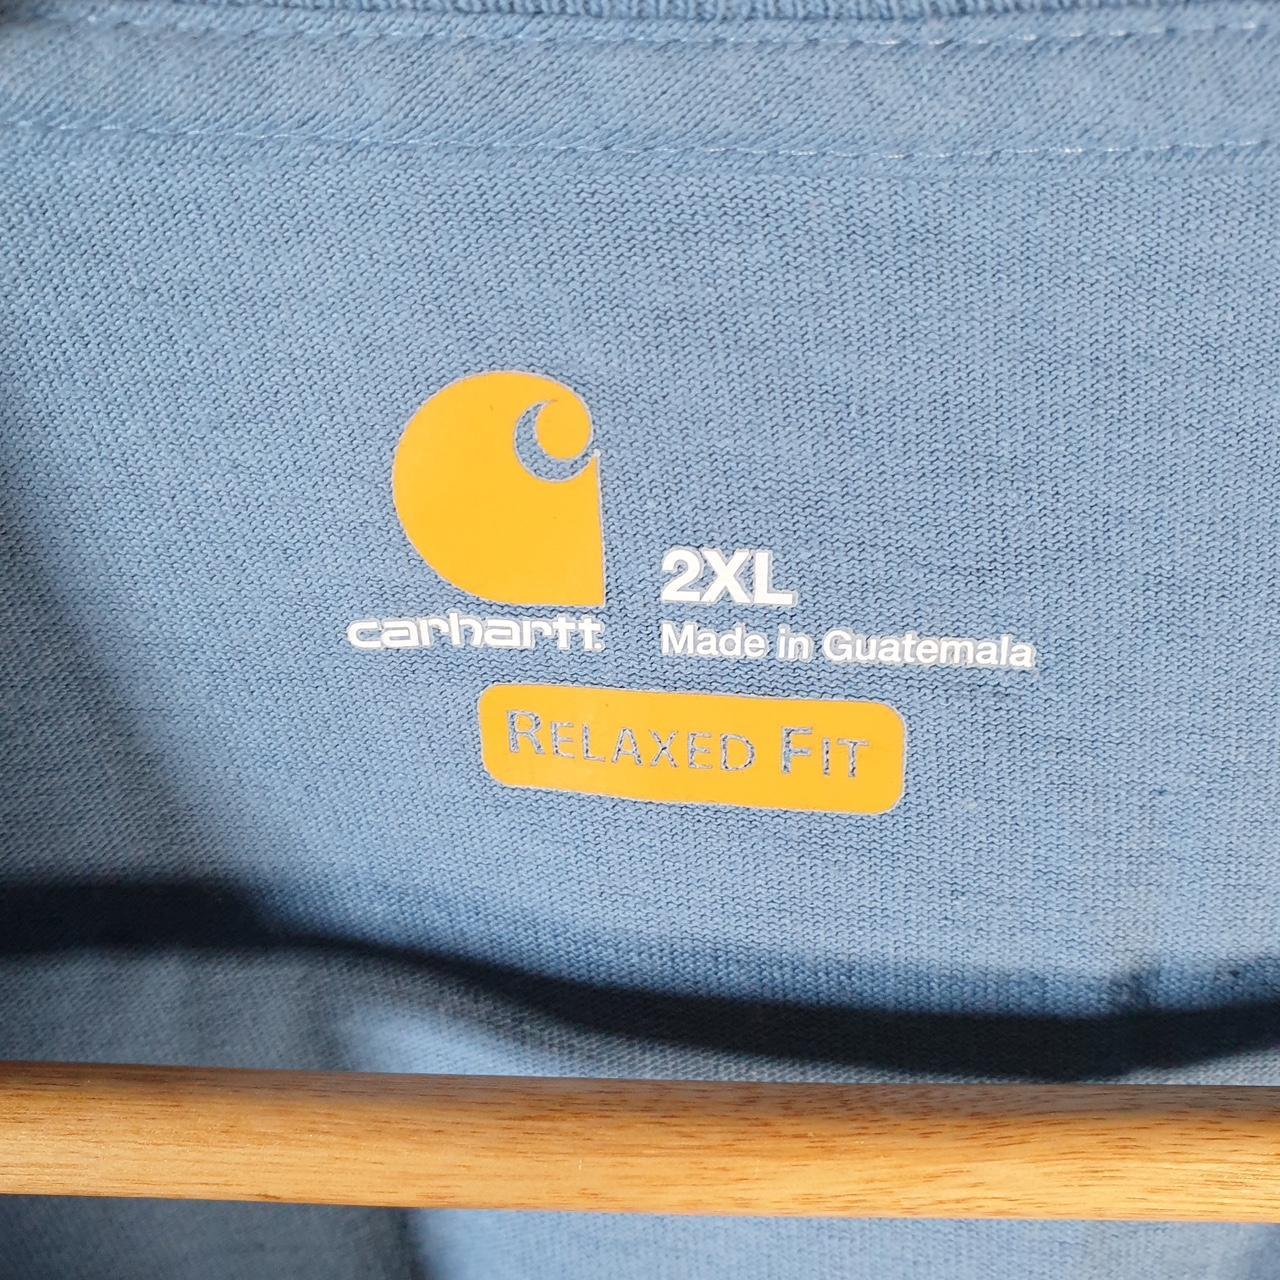 2XL
carhartt.
Made in Guatemala
RELAXED FIT